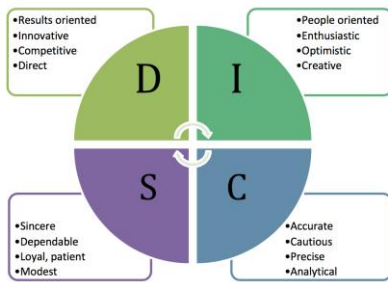 •Results oriented
•Innovative
•Competitive
•Direct
•People oriented
•Enthusiastic
•Optimistic
•Creative
D
I
S
C
•Sincere
•Dependable
•Loyal, patient
•Modest
•Accurate
•Cautious
•Precise
•Analytical